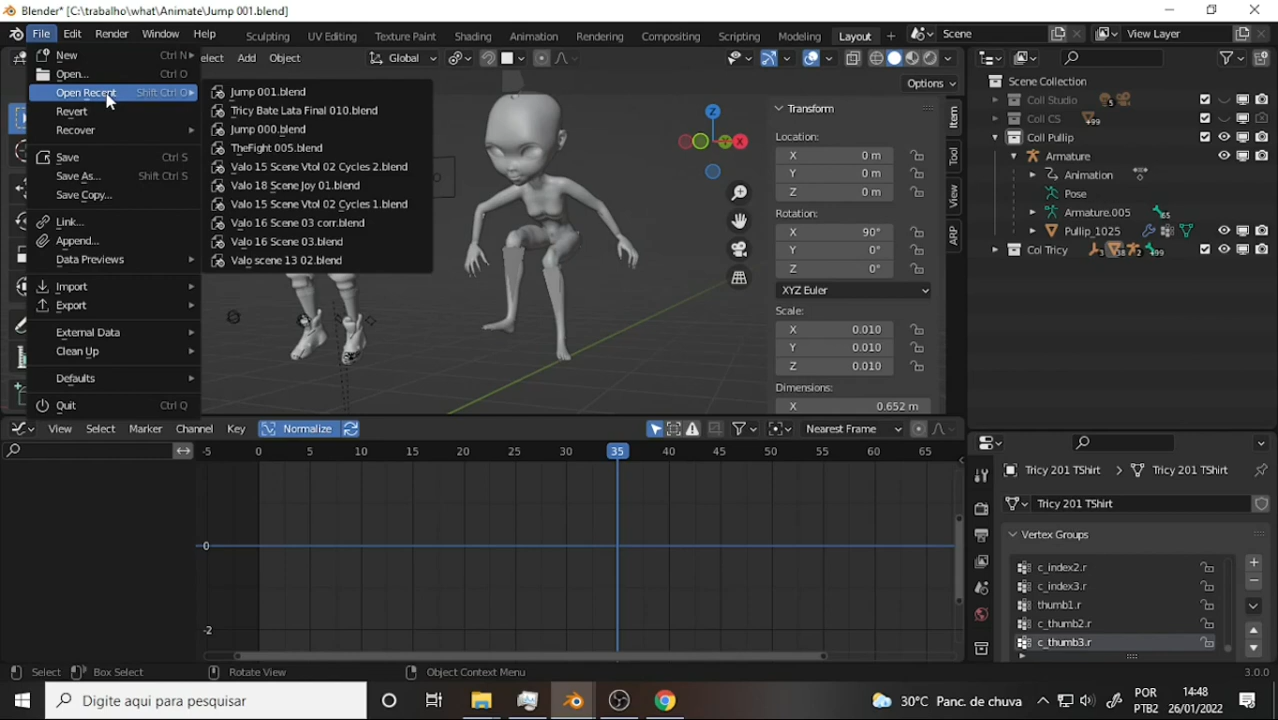 Blender* [C:\trabalho\what\Animate\Jump 001.blend]
File Edit Render Window Help Sculpting UV Editing Texture Paint Shading Animation Rendering Compositing Scripting Modeling Layout + Scene View Layer
New Ctrl N
Open... Ctrl O
Open Recent Shift Ctrl O
Revert
Recover
Save Ctrl S
Save As... Shift Ctrl S
Save Copy...
Link...
Append...
Data Previews
Import
Export
External Data
Clean Up
Defaults
Quit Ctrl Q
Jump 001.blend
Tricy Bate Lata Final 010.blend
Jump 000.blend
TheFight 005.blend
Valo 15 Scene Vtol 02 Cycles 2.blend
Valo 18 Scene Joy 01.blend
Valo 15 Scene Vtol 02 Cycles 1.blend
Valo 16 Scene 03 corr.blend
Valo 16 Scene 03.blend
Valo scene 13 02.blend
elect Add Object Global
Options
Z
X
Transform
Location:
X 0 m
Y 0 m
Z 0 m
Rotation:
X 90°
Y 0°
Z 0°
XYZ Euler
Scale:
X 0.010
Y 0.010
Z 0.010
Dimensions:
X 0.652 m
Item
Tool
View
ARP
Scene Collection
Coll Studio 5
Coll CS +99
Coll Pullip
Armature
Animation
Pose
Armature.005 65
Pullip_1025
Col Tricy 3 38 2 +99
View Select Marker Channel Key Normalize Nearest Frame
-5 0 5 10 15 20 25 30 35 40 45 50 55 60 65
0
-2
Tricy 201 TShirt > Tricy 201 TShirt
Tricy 201 TShirt
Vertex Groups
c_index2.r
c_index3.r
thumb1.r
c_thumb2.r
c_thumb3.r
Select Box Select Rotate View Object Context Menu 3.0.0
Digite aqui para pesquisar
30°C Panc. de chuva
POR
PTB2
14:48
26/01/2022